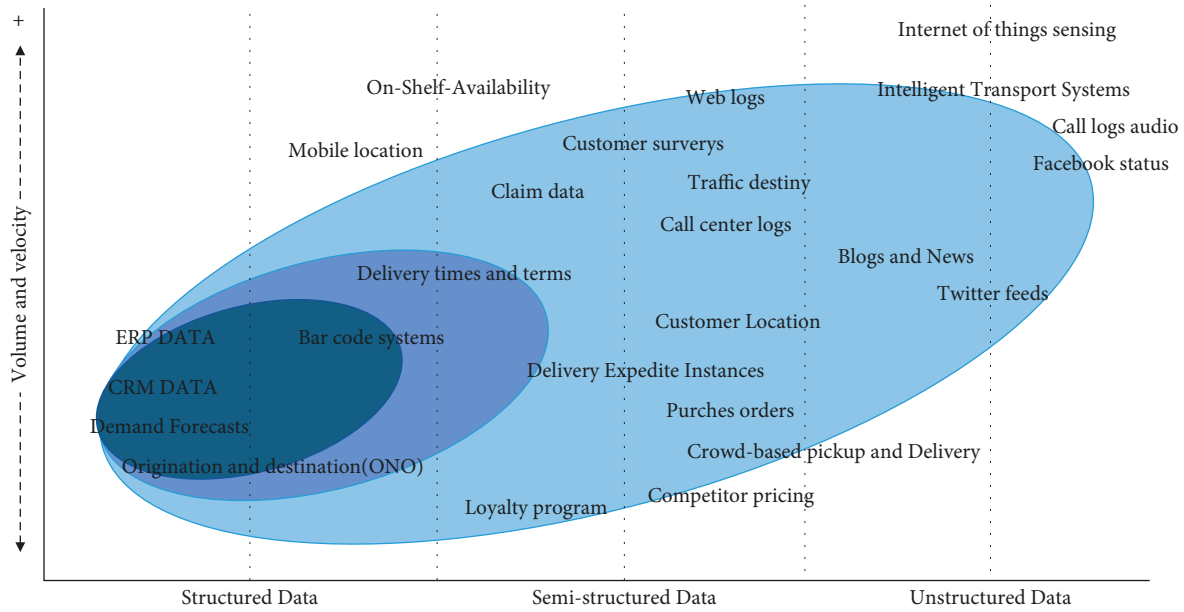 +
Volume and velocity
Internet of things sensing
On-Shelf-Availability
Web logs
Intelligent Transport Systems
Call logs audio
Mobile location
Customer surverys
Facebook status
Claim data
Traffic destiny
Call center logs
Blogs and News
Delivery times and terms
Twitter feeds
ERP DATA
Bar code systems
Customer Location
CRM DATA
Delivery Expedite Instances
Demand Forecasts
Purches orders
Origination and destination(ONO)
Crowd-based pickup and Delivery
Loyalty program
Competitor pricing
Structured Data
Semi-structured Data
Unstructured Data